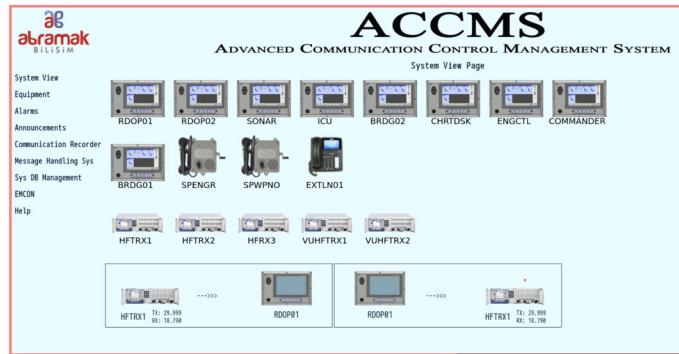 abramak
BİLİŞİM
ACCMS
ADVANCED COMMUNICATION CONTROL MANAGEMENT SYSTEM
System View Page
System View
Equipment
Alarms
Announcements
Communication Recorder
Message Handling Sys
Sys DB Management
EMCON
Help
RDOP01 RDOP02 SONAR ICU BRDG02 CHRTDSK ENGCTL COMMANDER
BRDG01 SPENGR SPWPNO EXTLN01
HFTRX1 HFTRX2 HFRX3 VUHFTRX1 VUHFTRX2
--->>> --->>>
HFTRX1 TX: 29.999 RDOP01 RDOP01 HFTRX1 TX: 29.999
RX: 18.790 RX: 18.790